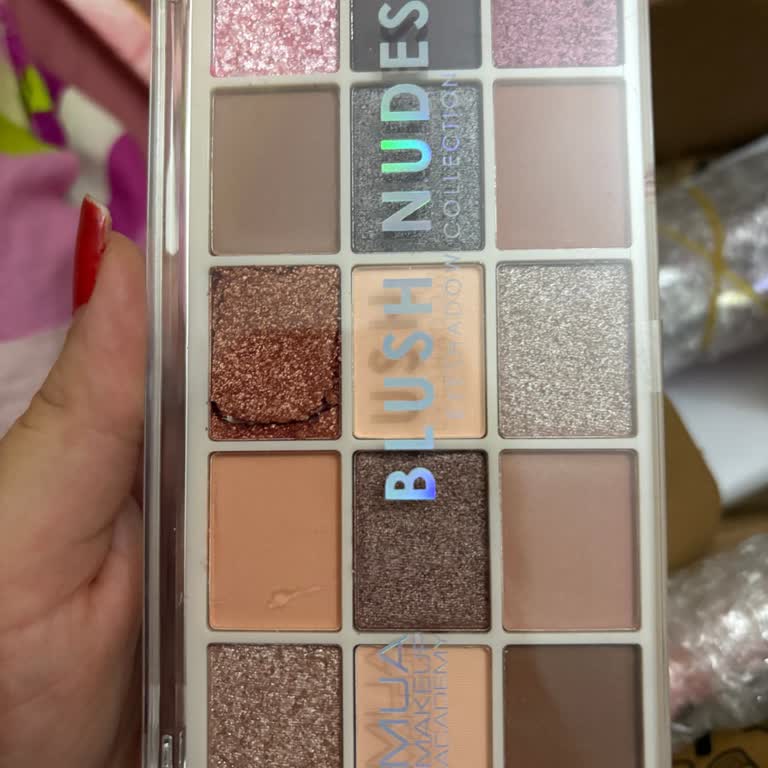 BLUSH NUDES
EYESHADOW COLLECTION
MUA
MAKEUP
ACADEMY